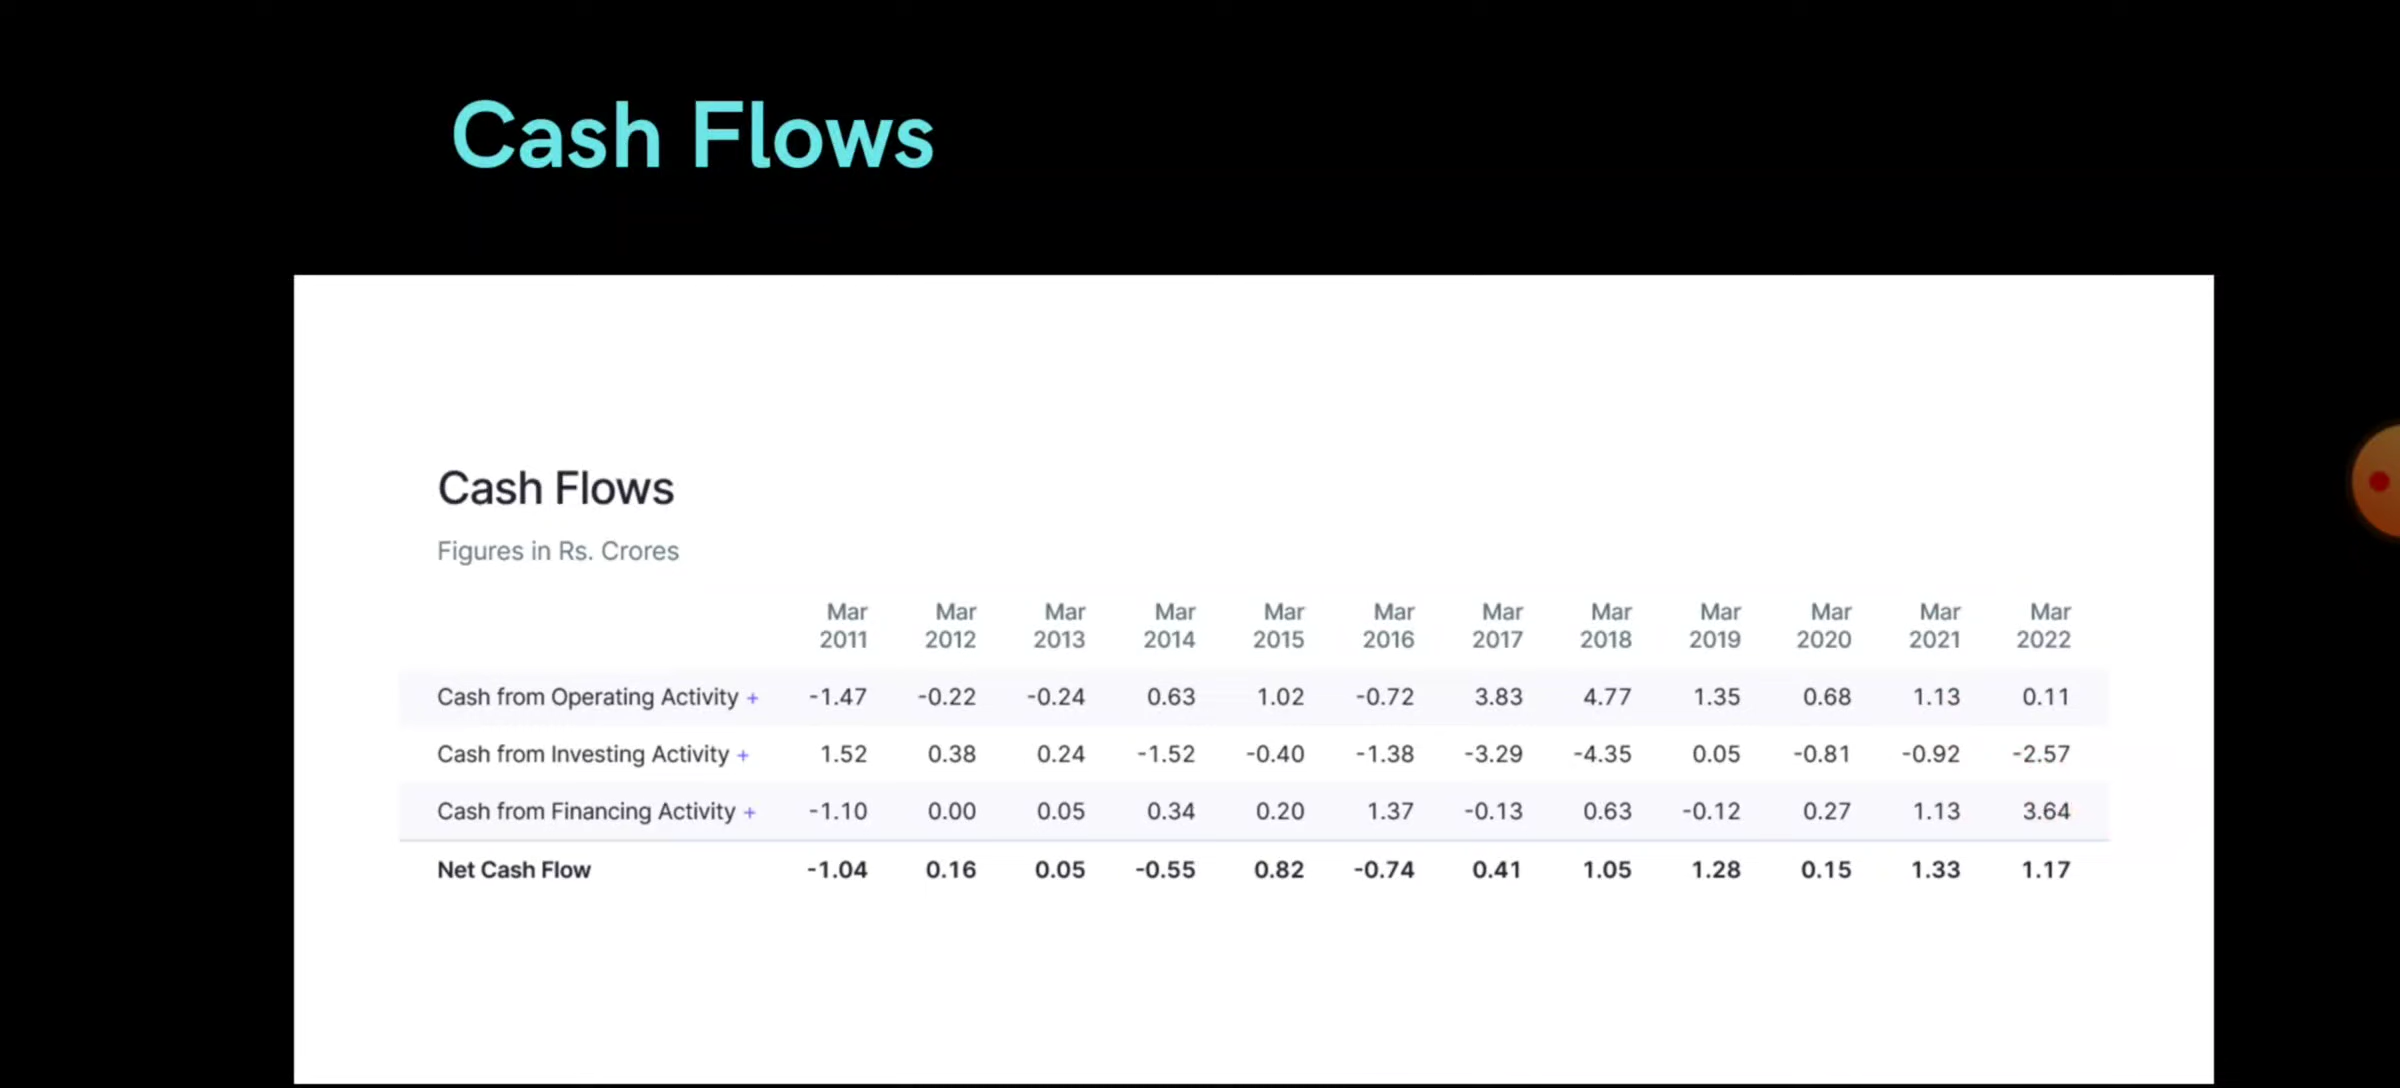 Cash Flows
Cash Flows
Figures in Rs. Crores
Mar Mar Mar Mar Mar Mar Mar Mar Mar Mar Mar Mar
2011 2012 2013 2014 2015 2016 2017 2018 2019 2020 2021 2022
Cash from Operating Activity + -1.47 -0.22 -0.24 0.63 1.02 -0.72 3.83 4.77 1.35 0.68 1.13 0.11
Cash from Investing Activity + 1.52 0.38 0.24 -1.52 -0.40 -1.38 -3.29 -4.35 0.05 -0.81 -0.92 -2.57
Cash from Financing Activity + -1.10 0.00 0.05 0.34 0.20 1.37 -0.13 0.63 -0.12 0.27 1.13 3.64
Net Cash Flow -1.04 0.16 0.05 -0.55 0.82 -0.74 0.41 1.05 1.28 0.15 1.33 1.17